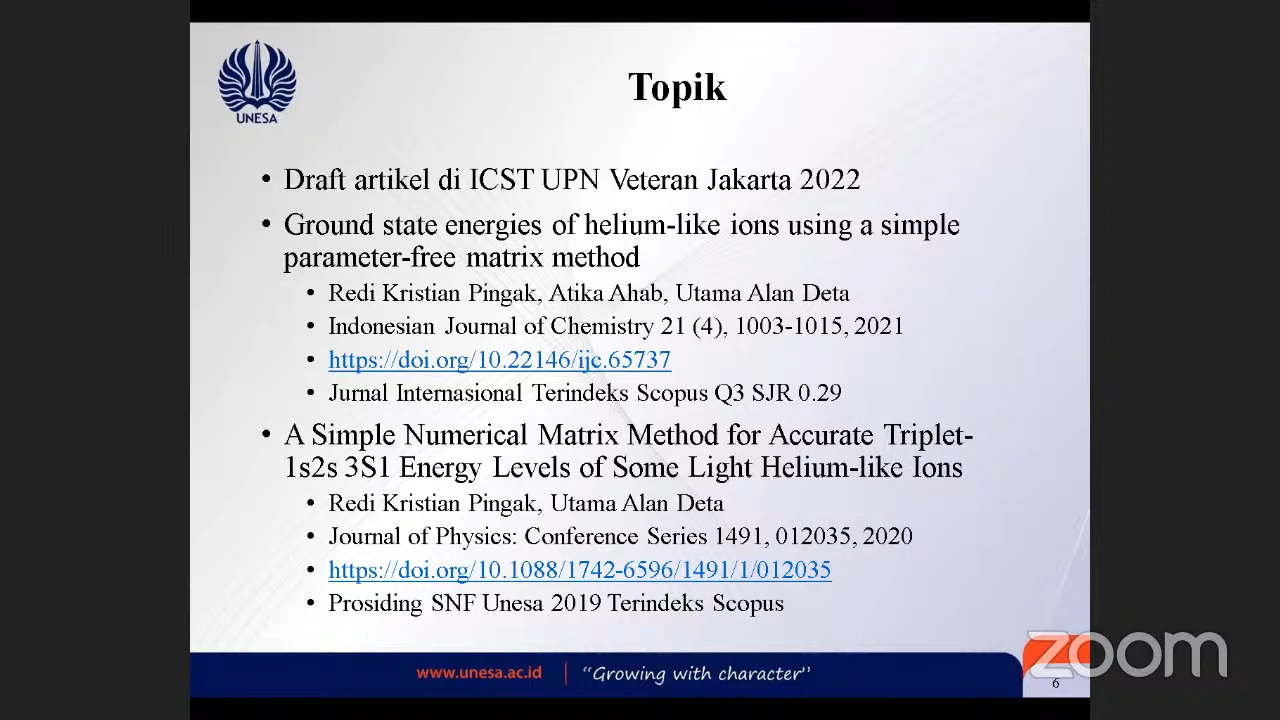 UNESA
Topik
• Draft artikel di ICST UPN Veteran Jakarta 2022
• Ground state energies of helium-like ions using a simple
parameter-free matrix method
• Redi Kristian Pingak, Atika Ahab, Utama Alan Deta
• Indonesian Journal of Chemistry 21 (4), 1003-1015, 2021
• https://doi.org/10.22146/ijc.65737
• Jurnal Internasional Terindeks Scopus Q3 SJR 0.29
• A Simple Numerical Matrix Method for Accurate Triplet-
1s2s 3S1 Energy Levels of Some Light Helium-like Ions
• Redi Kristian Pingak, Utama Alan Deta
• Journal of Physics: Conference Series 1491, 012035, 2020
• https://doi.org/10.1088/1742-6596/1491/1/012035
• Prosiding SNF Unesa 2019 Terindeks Scopus
www.unesa.ac.id | “Growing with character”
zoom
6